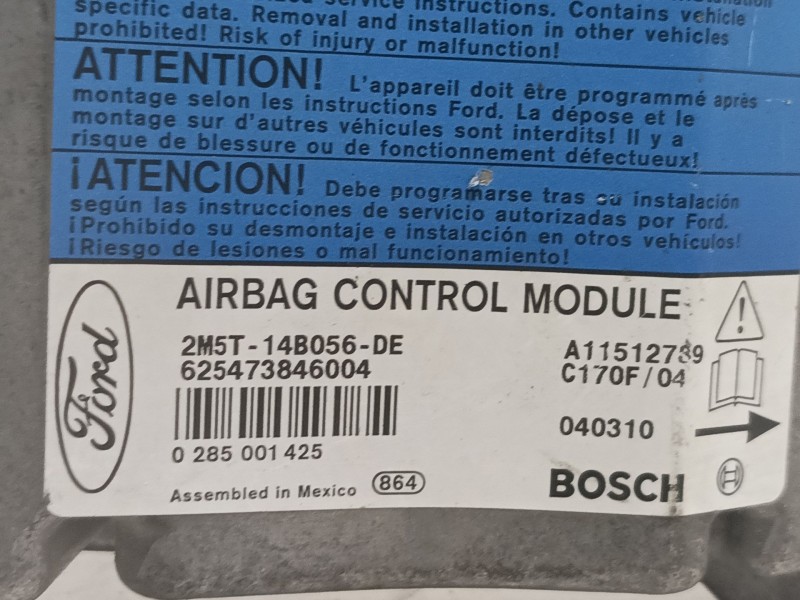 service instructions. Contains vehicle
specific data. Removal and installation in other vehicles
prohibited! Risk of injury or malfunction!
ATTENTION! L'appareil doit être programmé après
montage selon les instructions Ford. La dépose et le
montage sur d'autres véhicules sont interdits! Il y a
risque de blessure ou de fonctionnement défectueux!
¡ATENCION! Debe programarse tras su instalación
según las instrucciones de servicio autorizadas por Ford.
¡Prohibido su desmontaje e instalación en otros vehículos!
¡Riesgo de lesiones o mal funcionamiento!
AIRBAG CONTROL MODULE
Ford
2M5T-14B056-DE A11512789
625473846004 C170F/04
040310
0 285 001 425
Assembled in Mexico 864 BOSCH